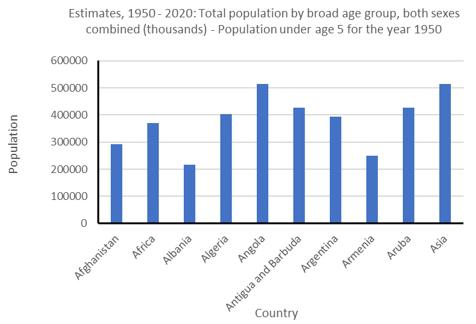 Estimates, 1950 - 2020: Total population by broad age group, both sexes
combined (thousands) - Population under age 5 for the year 1950
600000
500000
400000
300000
200000
100000
0
Population
Afghanistan
Africa
Albania
Algeria
Angola
Antigua and Barbuda
Argentina
Armenia
Aruba
Asia
Country